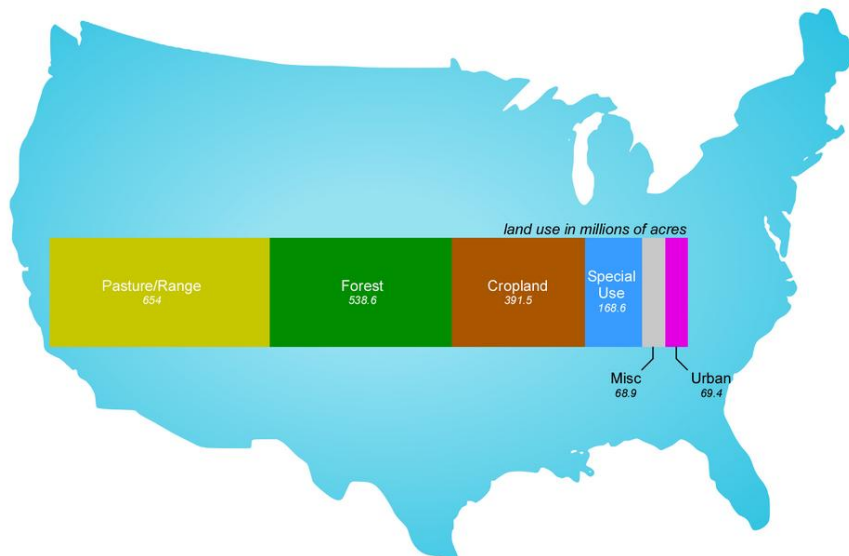 land use in millions of acres
Pasture/Range
654
Forest
538.6
Cropland
391.5
Special
Use
168.6
Misc
68.9
Urban
69.4